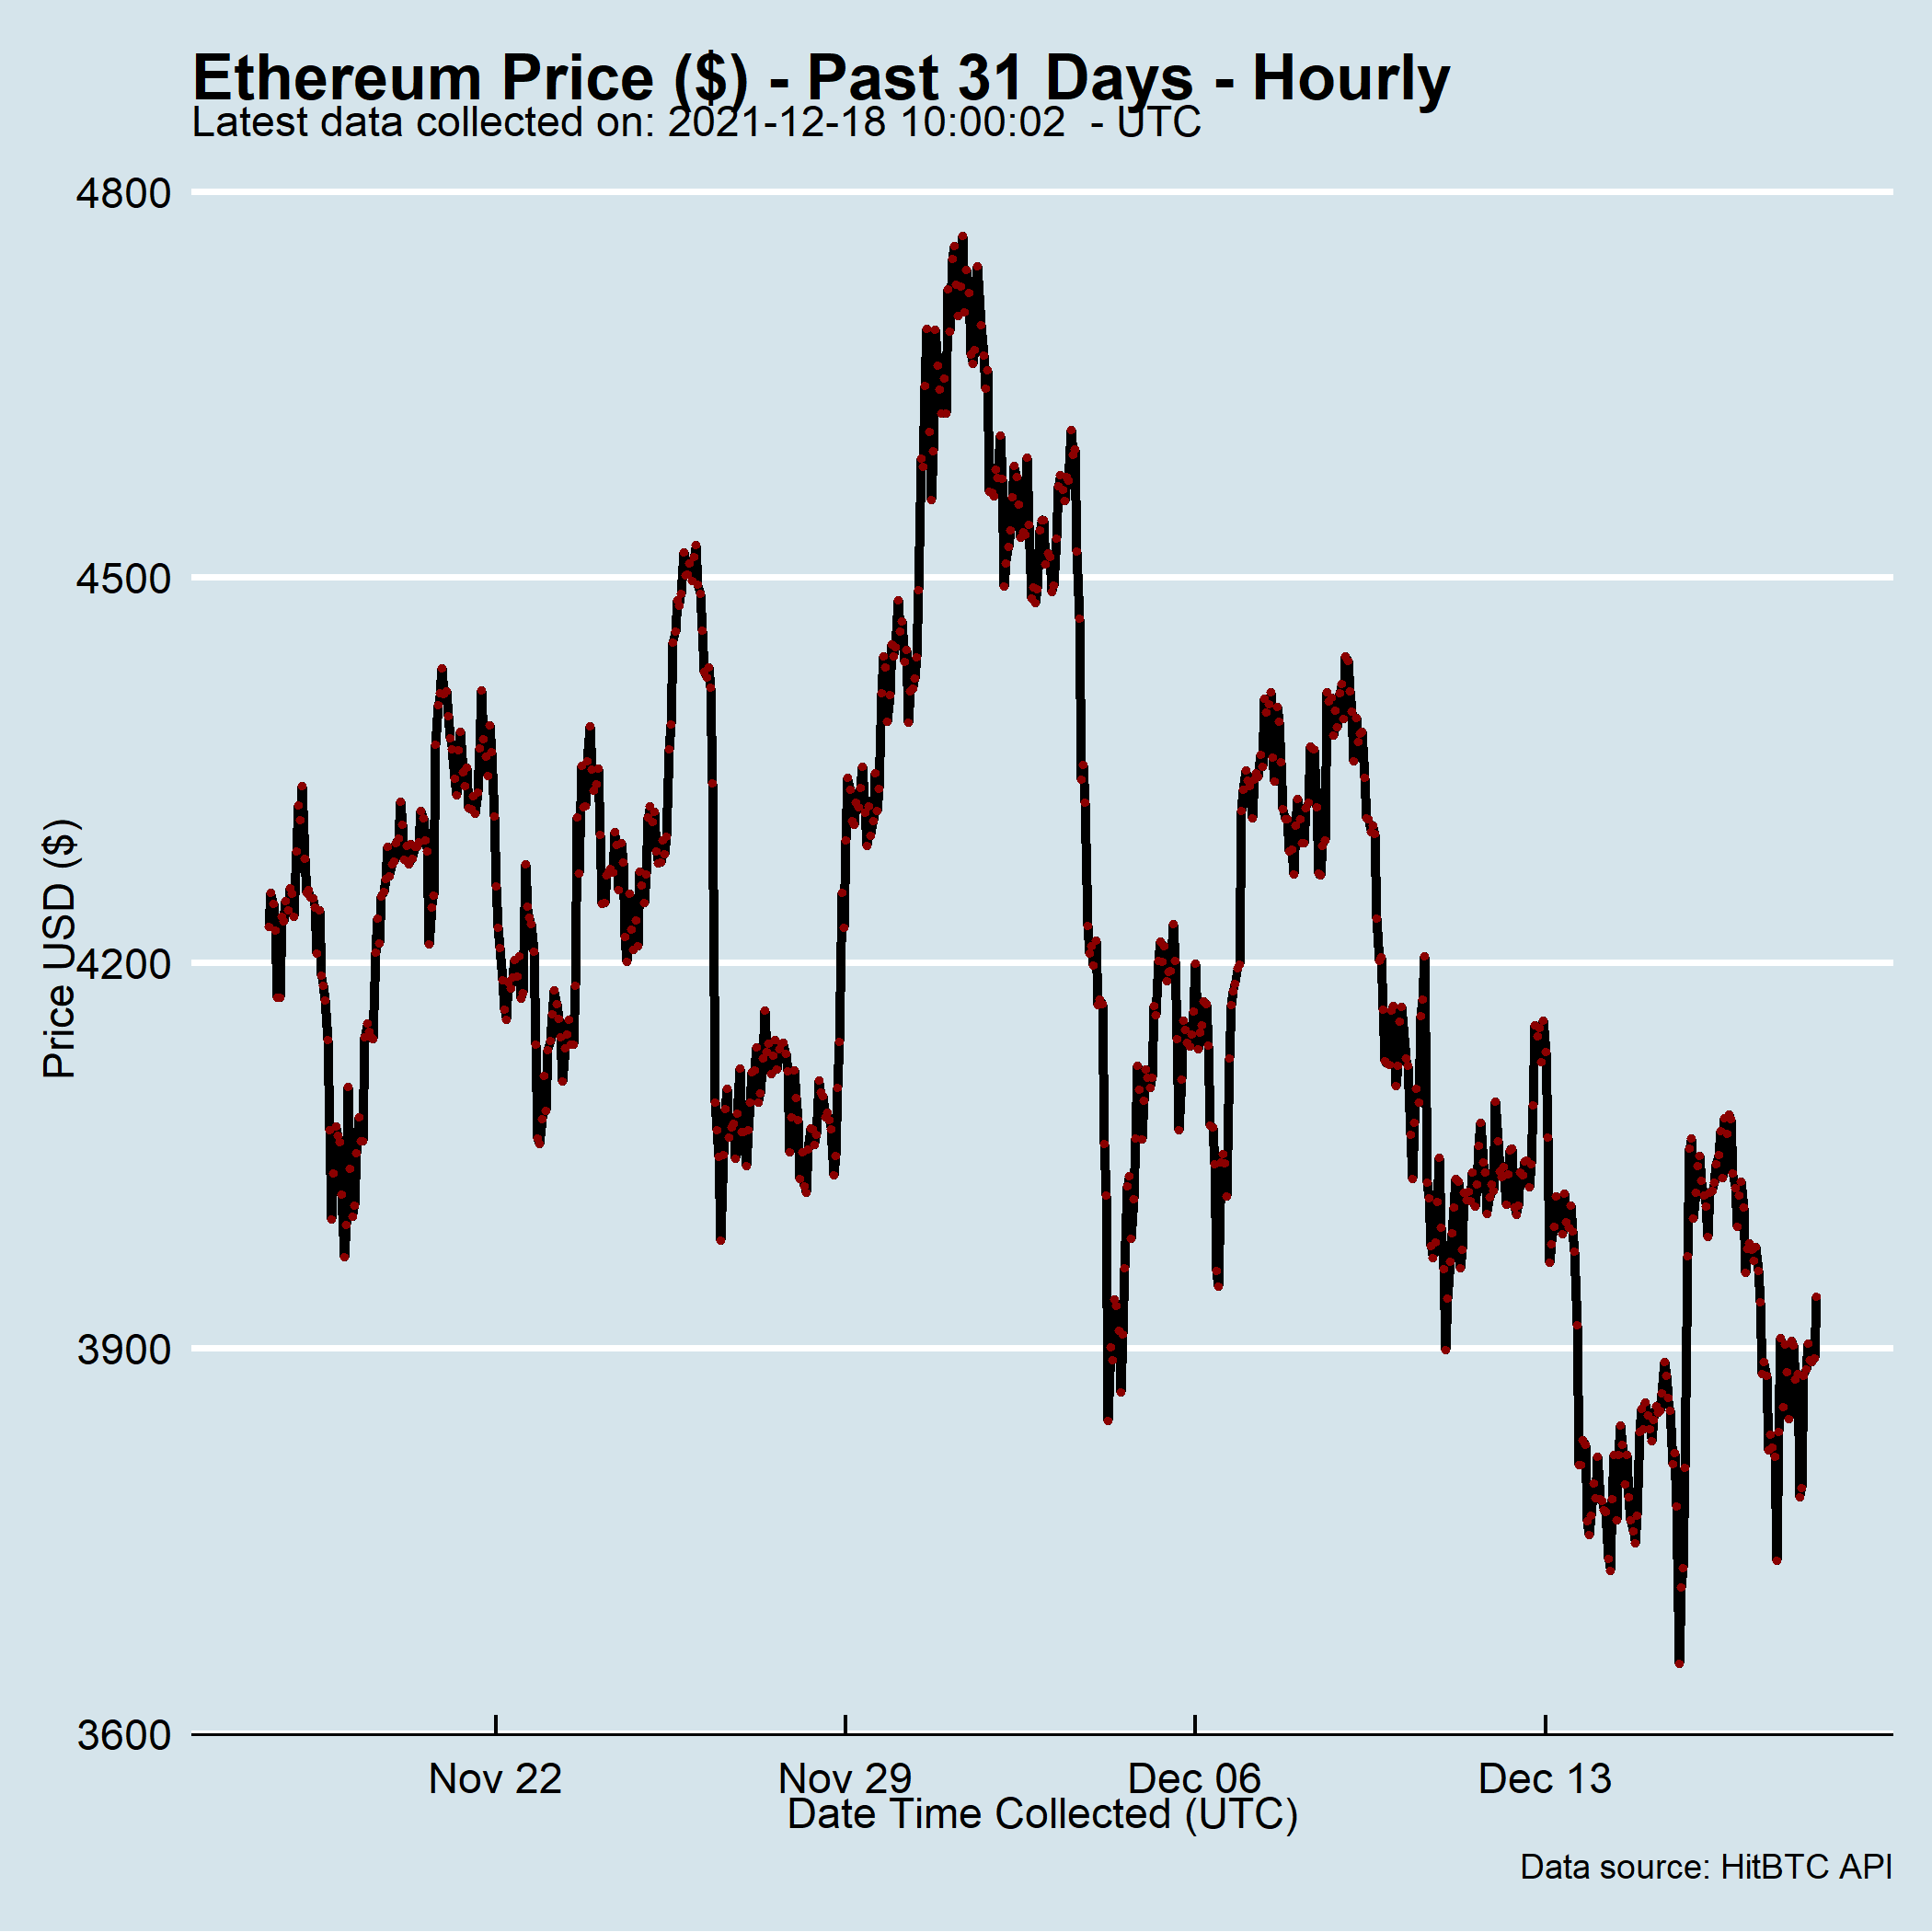 Ethereum Price ($) - Past 31 Days - Hourly
Latest data collected on: 2021-12-18 10:00:02  - UTC
4800
4500
4200
3900
3600
Price USD ($)
Nov 22
Nov 29
Dec 06
Dec 13
Date Time Collected (UTC)
Data source: HitBTC API